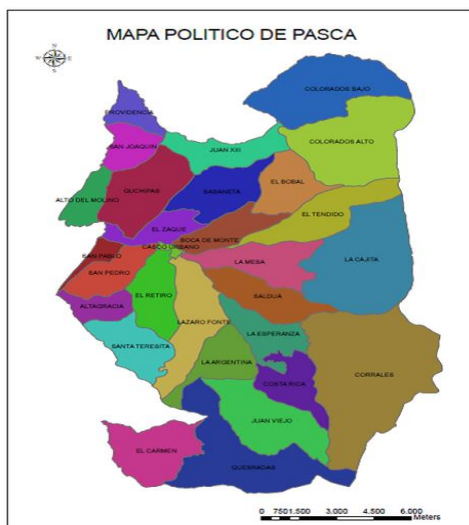 MAPA POLITICO DE PASCA
N
W
E
S
COLORADOS BAJO
PROVIDENCIA
COLORADOS ALTO
SAN JOAQUIN
JUAN XIII
EL BOBAL
GUCHIPAS
SABANETA
ALTO DEL MOLINO
EL TENDIDO
EL ZAQUE
BOCA DE MONTE
CASCO URBANO
SAN PABLO
LA MESA
LA CAJITA
SAN PEDRO
EL RETIRO
SALDUA
ALTAGRACIA
LAZARO FONTE
LA ESPERANZA
SANTA TERESITA
LA ARGENTINA
CORRALES
COSTA RICA
JUAN VIEJO
EL CARMEN
QUEBRADAS
0 750 1.500 3.000 4.500 6.000
Meters